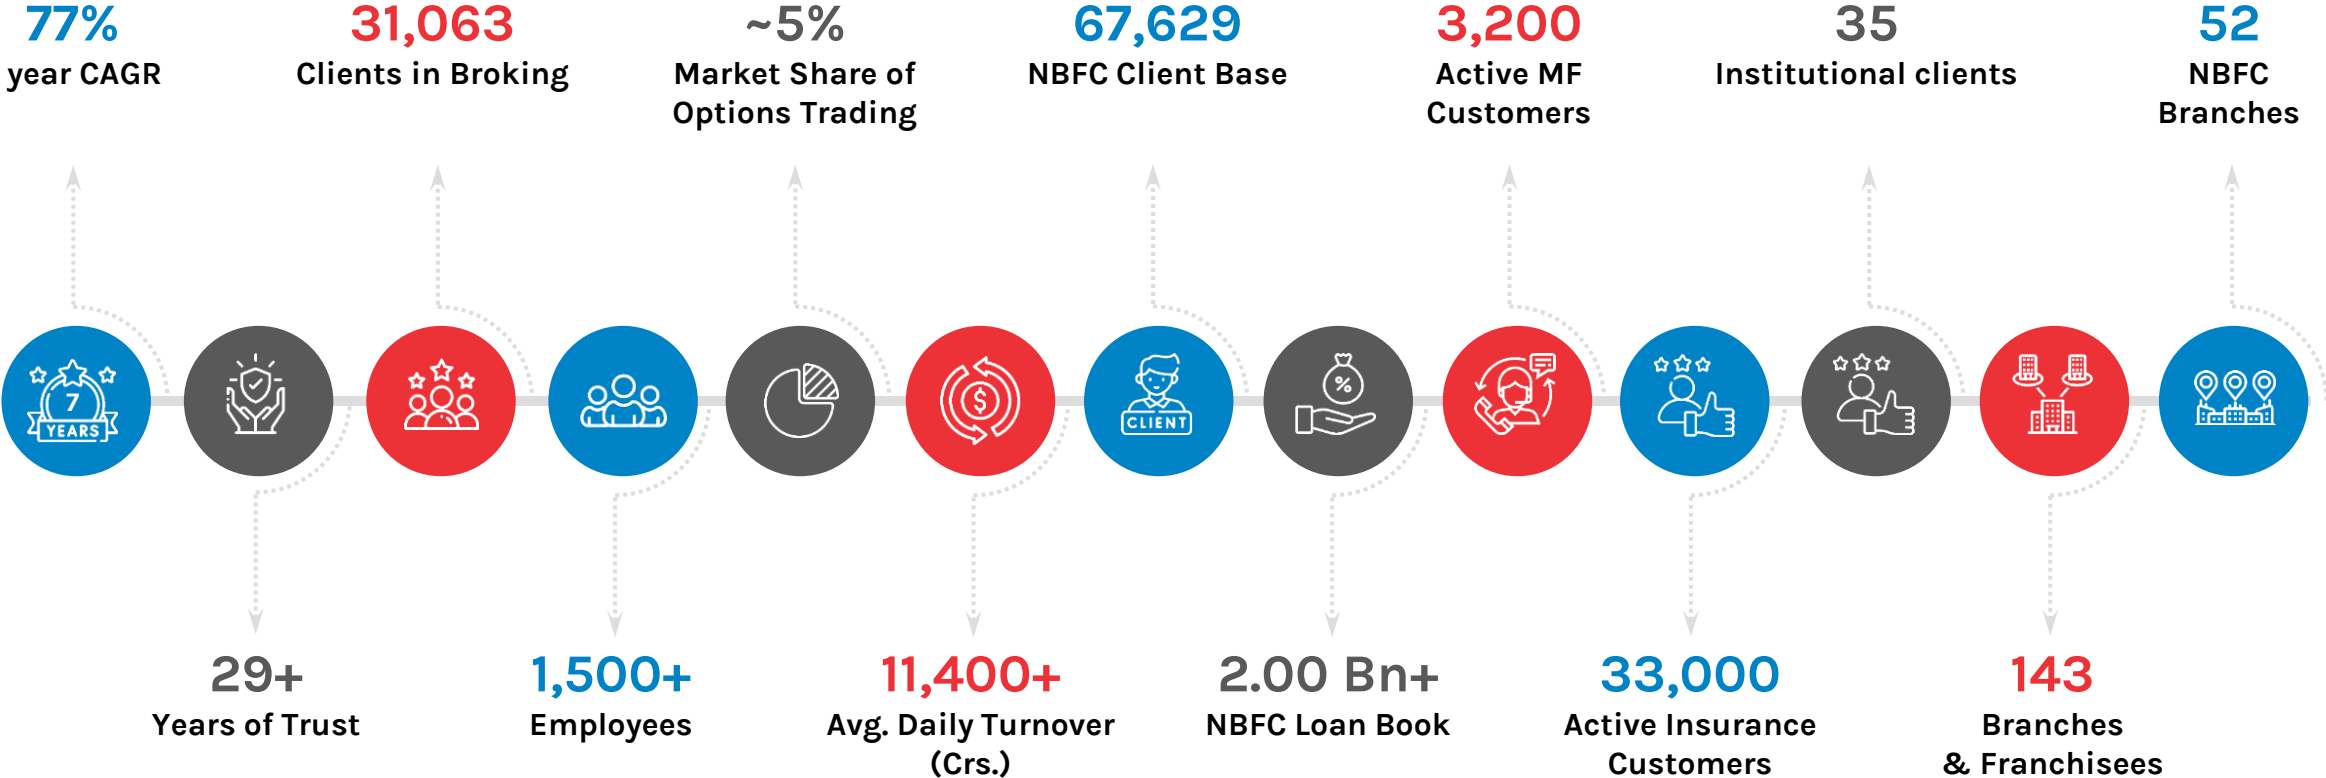 77%
year CAGR
31,063
Clients in Broking
~5%
Market Share of
Options Trading
67,629
NBFC Client Base
3,200
Active MF
Customers
35
Institutional clients
52
NBFC
Branches
7
YEARS
$
CLIENT
%
29+
Years of Trust
1,500+
Employees
11,400+
Avg. Daily Turnover
(Crs.)
2.00 Bn+
NBFC Loan Book
33,000
Active Insurance
Customers
143
Branches
& Franchisees